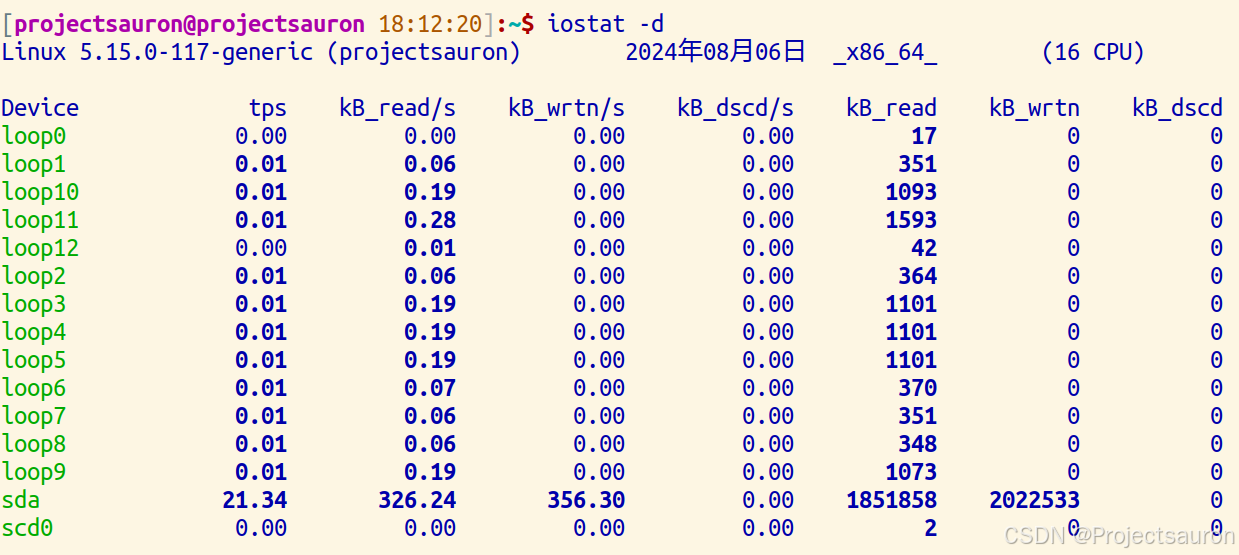 [projectsauron@projectsauron 18:12:20]:~$ iostat -d
Linux 5.15.0-117-generic (projectsauron) 2024年08月06日 _x86_64_ (16 CPU)
Device tps kB_read/s kB_wrtn/s kB_dscd/s kB_read kB_wrtn kB_dscd
loop0 0.00 0.00 0.00 0.00 17 0 0
loop1 0.01 0.06 0.00 0.00 351 0 0
loop10 0.01 0.19 0.00 0.00 1093 0 0
loop11 0.01 0.28 0.00 0.00 1593 0 0
loop12 0.00 0.01 0.00 0.00 42 0 0
loop2 0.01 0.06 0.00 0.00 364 0 0
loop3 0.01 0.19 0.00 0.00 1101 0 0
loop4 0.01 0.19 0.00 0.00 1101 0 0
loop5 0.01 0.19 0.00 0.00 1101 0 0
loop6 0.01 0.07 0.00 0.00 370 0 0
loop7 0.01 0.06 0.00 0.00 351 0 0
loop8 0.01 0.06 0.00 0.00 348 0 0
loop9 0.01 0.19 0.00 0.00 1073 0 0
sda 21.34 326.24 356.30 0.00 1851858 2022533 0
scd0 0.00 0.00 0.00 0.00 2 0 0
CSDN @Projectsauron